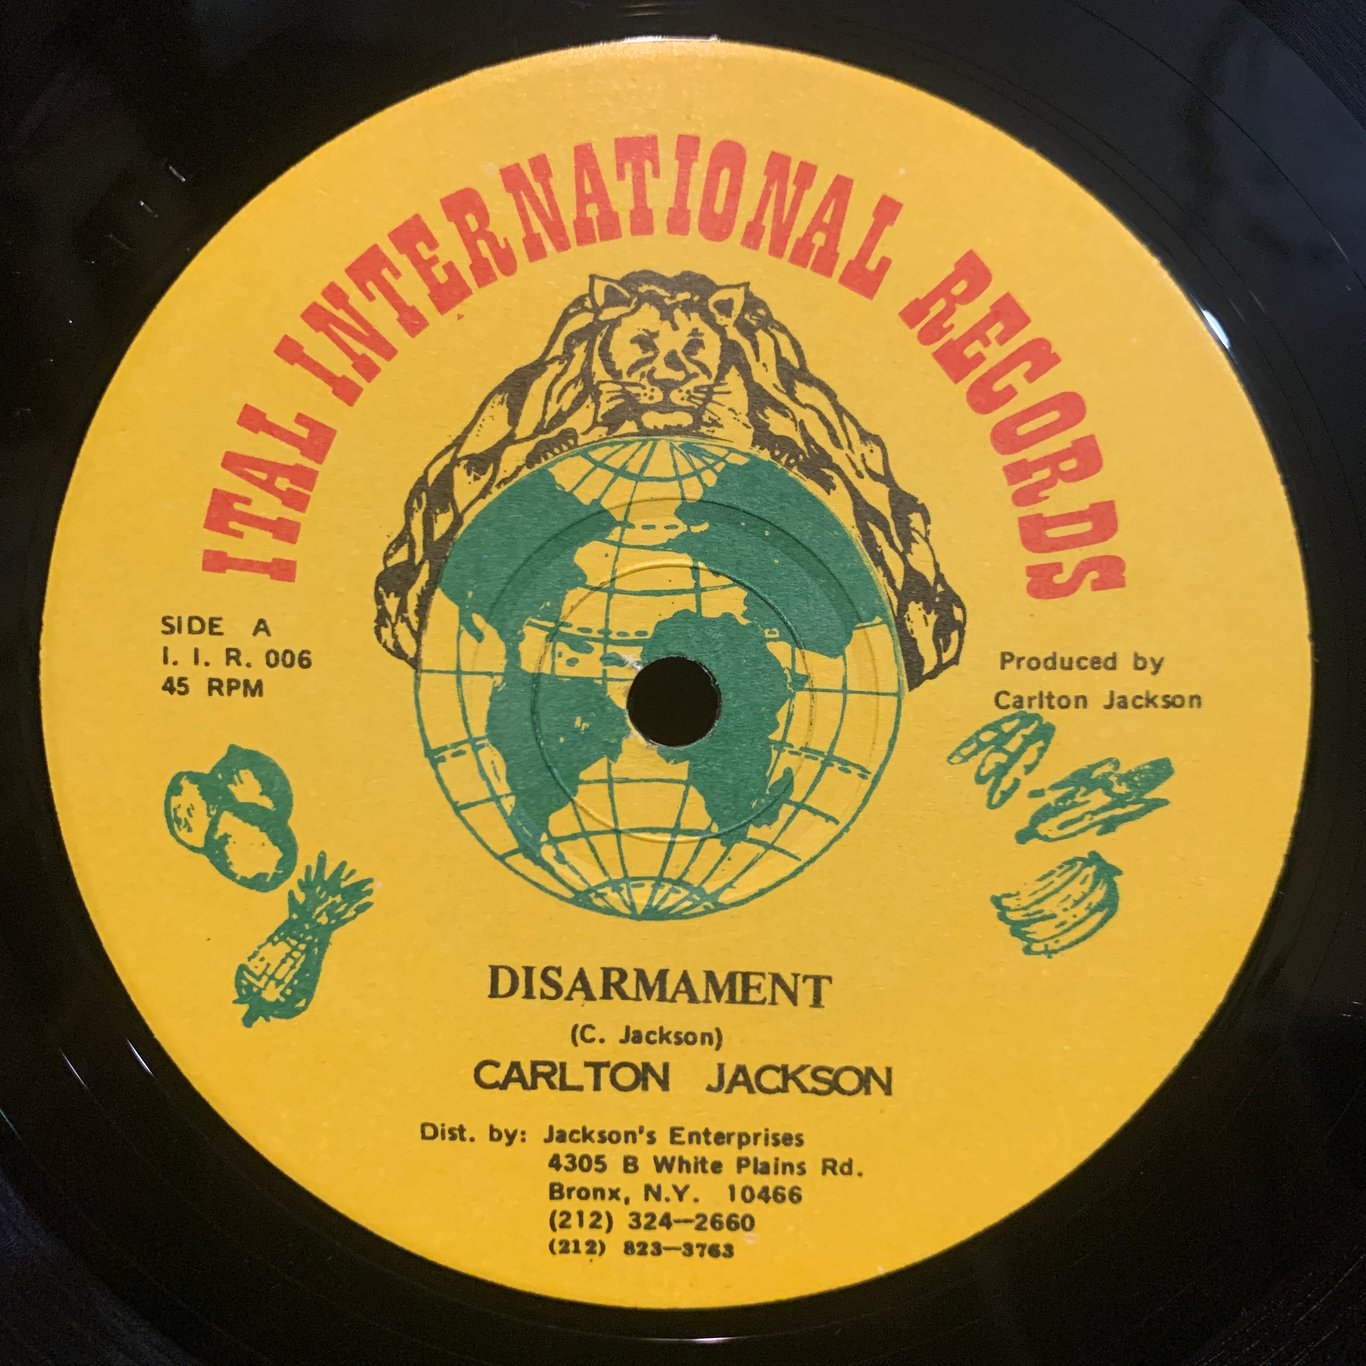 ITAL INTERNATIONAL RECORDS
SIDE A
I. I. R. 006
45 RPM
Produced by
Carlton Jackson
DISARMAMENT
(C. Jackson)
CARLTON JACKSON
Dist. by: Jackson's Enterprises
4305 B White Plains Rd.
Bronx, N.Y. 10466
(212) 324—2660
(212) 823—3763